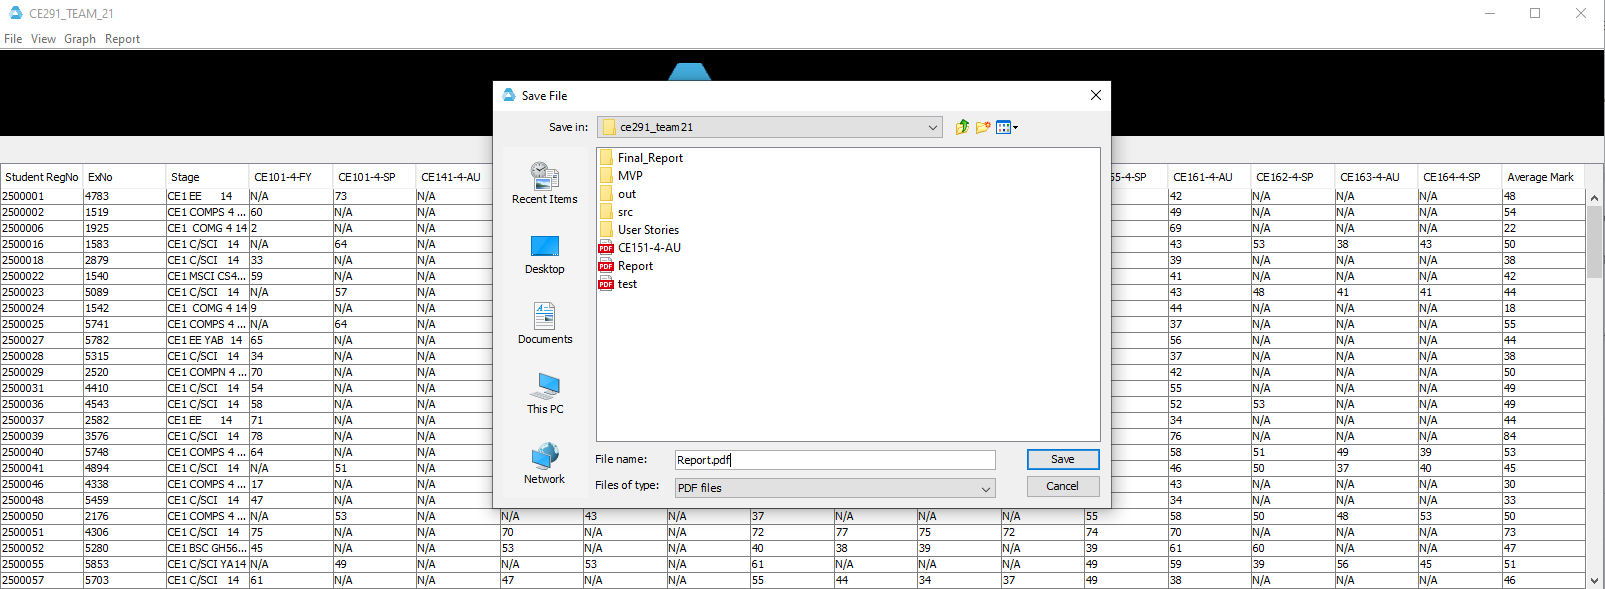 CE291_TEAM_21
File View Graph Report
Save File
Save in: ce291_team21
Recent Items
Desktop
Documents
This PC
Network
Final_Report
MVP
out
src
User Stories
PDF CE151-4-AU
PDF Report
PDF test
File name: Report.pdf
Save
Files of type: PDF files
Cancel
Student RegNo ExNo Stage CE101-4-FY CE101-4-SP CE141-4-AU 55-4-SP CE161-4-AU CE162-4-SP CE163-4-AU CE164-4-SP Average Mark
2500001 4783 CE1 EE 14 N/A 73 N/A 42 N/A N/A N/A 48
2500002 1519 CE1 COMPS 4 ... 60 N/A N/A 49 N/A N/A N/A 54
2500006 1925 CE1 COMG 4 14 2 N/A N/A 69 N/A N/A N/A 22
2500016 1583 CE1 C/SCI 14 N/A 64 N/A 43 53 38 43 50
2500018 2879 CE1 C/SCI 14 33 N/A N/A 39 N/A N/A N/A 38
2500022 1540 CE1 MSCI CS4... 59 N/A N/A 41 N/A N/A N/A 42
2500023 5089 CE1 C/SCI 14 N/A 57 N/A 43 48 41 41 44
2500024 1542 CE1 COMG 4 14 9 N/A N/A 44 N/A N/A N/A 18
2500025 5741 CE1 COMPS 4 ... N/A 64 N/A 37 N/A N/A N/A 55
2500027 5782 CE1 EE YAB 14 65 N/A N/A 56 N/A N/A N/A 44
2500028 5315 CE1 C/SCI 14 34 N/A N/A 37 N/A N/A N/A 38
2500029 2520 CE1 COMPN 4 ... 70 N/A N/A 42 N/A N/A N/A 50
2500031 4410 CE1 C/SCI 14 54 N/A N/A 55 N/A N/A N/A 49
2500036 4543 CE1 C/SCI 14 58 N/A N/A 52 53 N/A N/A 49
2500037 2582 CE1 EE 14 71 N/A N/A 34 N/A N/A N/A 44
2500039 3576 CE1 C/SCI 14 78 N/A N/A 76 N/A N/A N/A 84
2500040 5748 CE1 COMPS 4 ... 64 N/A N/A 58 51 49 39 53
2500041 4894 CE1 C/SCI 14 N/A 51 N/A 46 50 37 40 45
2500046 4338 CE1 COMPS 4 ... 17 N/A N/A 43 N/A N/A N/A 30
2500048 5459 CE1 C/SCI 14 47 N/A N/A 34 N/A N/A N/A 33
2500050 2176 CE1 COMPS 4 ... N/A 53 N/A N/A 43 N/A 37 N/A N/A N/A 55 58 50 48 53 50
2500051 4306 CE1 C/SCI 14 75 N/A N/A 70 N/A N/A 72 77 75 72 74 70 N/A N/A N/A 73
2500052 5280 CE1 BSC GH56... 45 N/A N/A 53 N/A N/A 40 38 39 N/A 39 61 60 N/A N/A 47
2500055 5853 CE1 C/SCI YA14 N/A 49 N/A N/A 53 N/A 61 N/A N/A N/A 49 59 39 56 45 51
2500057 5703 CE1 C/SCI 14 61 N/A N/A 47 N/A N/A 55 44 34 37 49 38 N/A N/A N/A 46